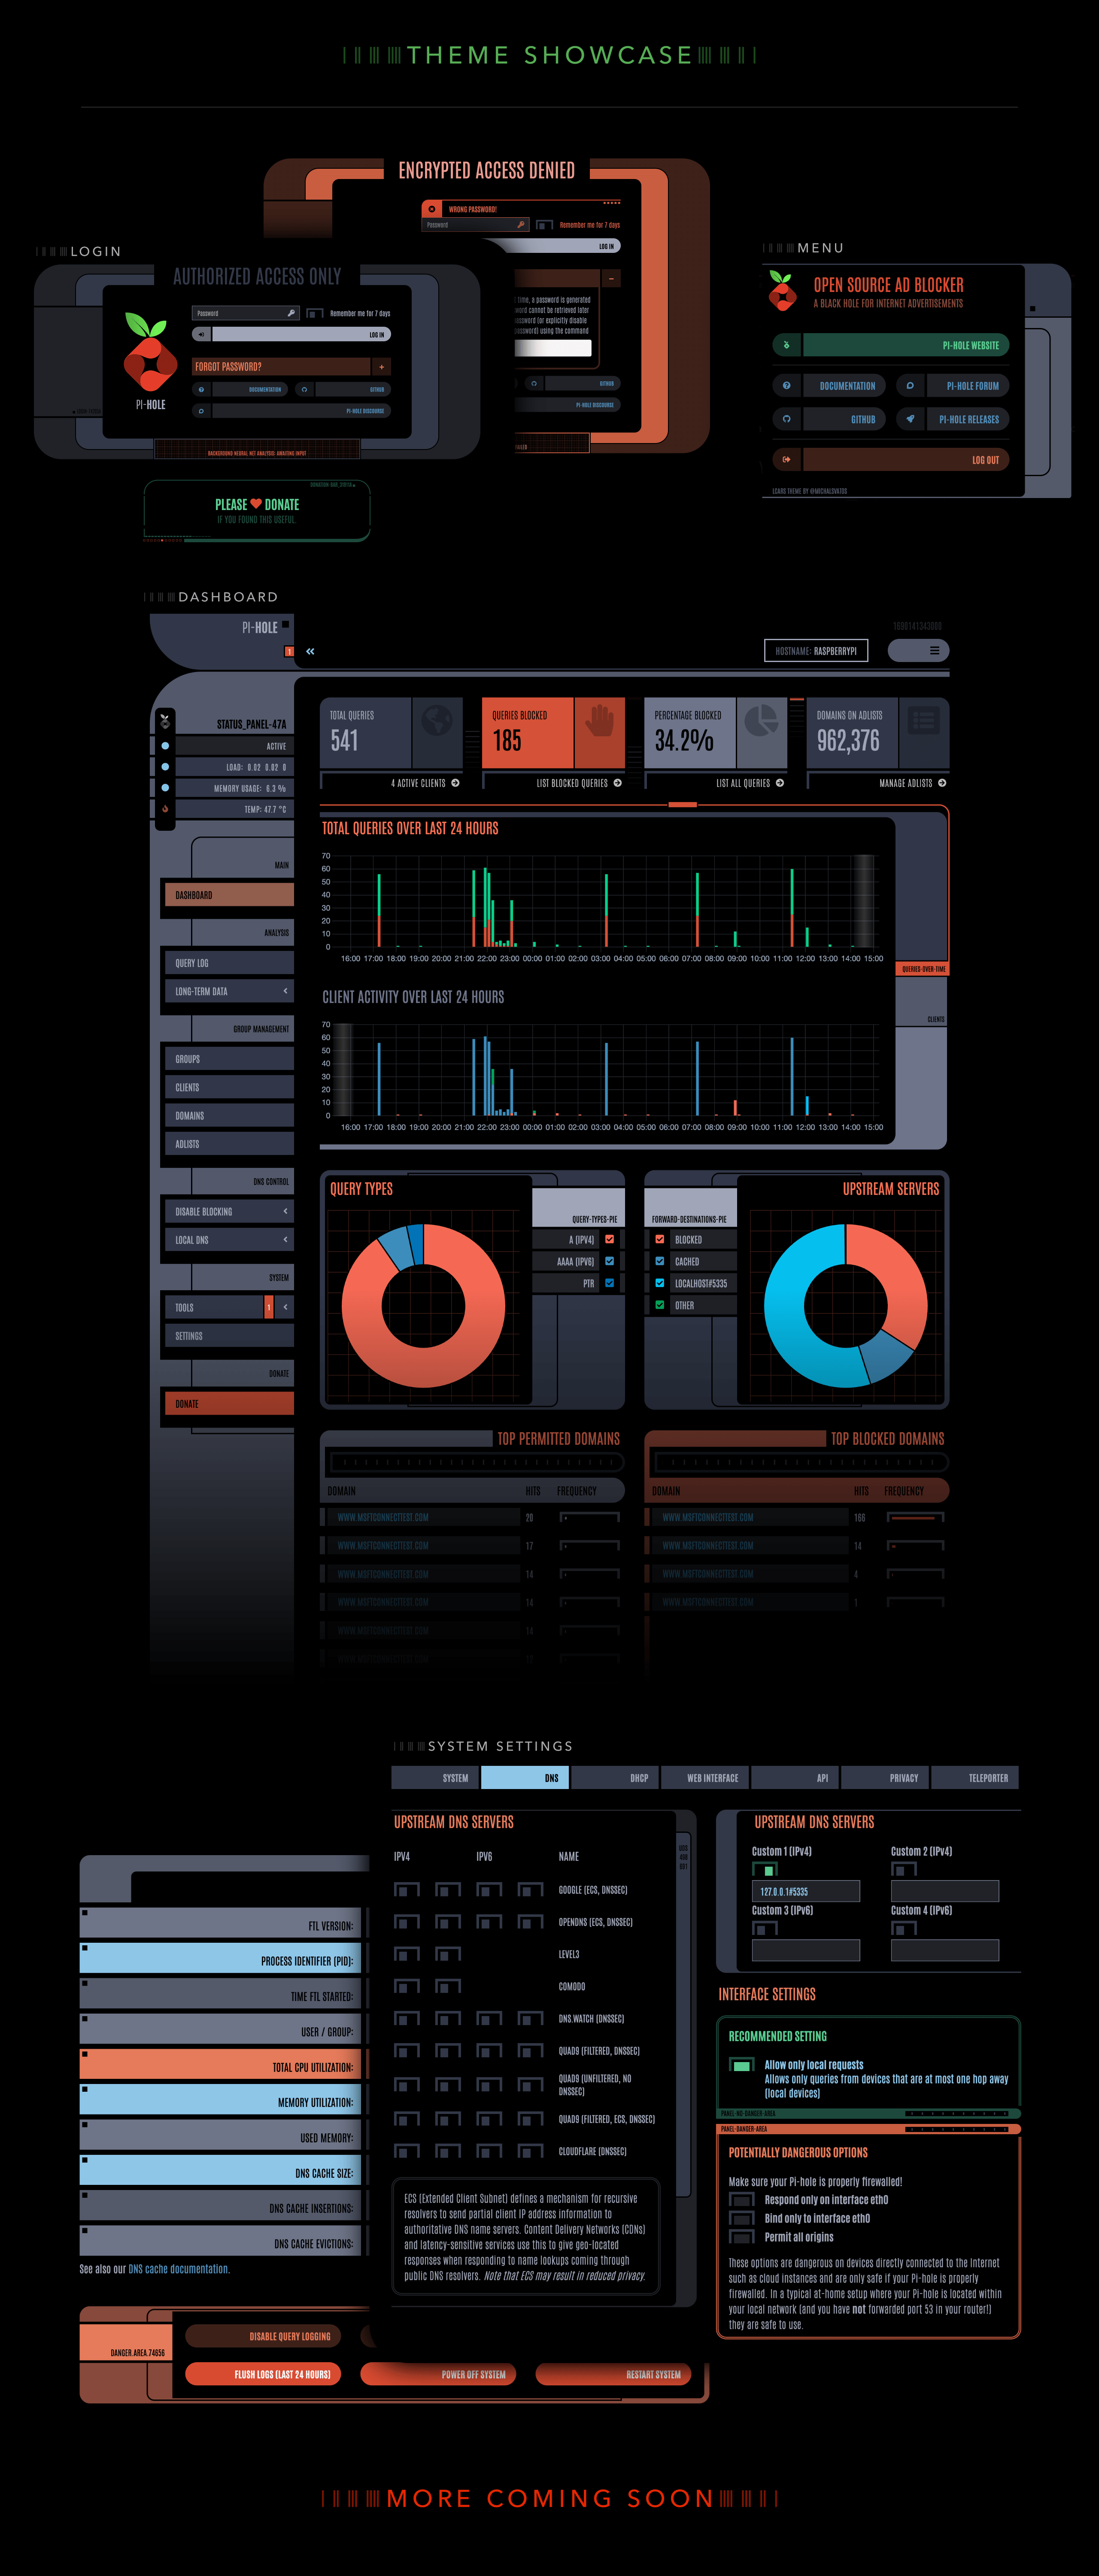 THEME SHOWCASE
ENCRYPTED ACCESS DENIED
WRONG PASSWORD!
Password
Remember me for 7 days
LOG IN
time, a password is generated
cannot be retrieved later
(or explicitly disable
password) using the command
GITHUB
PI-HOLE DISCOURSE
LOGIN
AUTHORIZED ACCESS ONLY
Password
Remember me for 7 days
LOG IN
FORGOT PASSWORD?
DOCUMENTATION
GITHUB
PI-HOLE DISCOURSE
PI-HOLE
BACKGROUND NEURAL NET ANALYSIS: AWAITING INPUT
PLEASE DONATE
IF YOU FOUND THIS USEFUL.
MENU
OPEN SOURCE AD BLOCKER
A BLACK HOLE FOR INTERNET ADVERTISEMENTS
PI-HOLE WEBSITE
DOCUMENTATION
PI-HOLE FORUM
GITHUB
PI-HOLE RELEASES
LOG OUT
LCARS THEME BY @MICHALSVATOS
DASHBOARD
PI-HOLE
1
HOSTNAME: RASPBERRYPI
STATUS_PANEL-47A
ACTIVE
LOAD: 0.02 0.02 0
MEMORY USAGE: 6.3 %
TEMP: 47.7 °C
MAIN
DASHBOARD
ANALYSIS
QUERY LOG
LONG-TERM DATA
GROUP MANAGEMENT
GROUPS
CLIENTS
DOMAINS
ADLISTS
DNS CONTROL
DISABLE BLOCKING
LOCAL DNS
SYSTEM
TOOLS 1
SETTINGS
DONATE
DONATE
TOTAL QUERIES
541
4 ACTIVE CLIENTS
QUERIES BLOCKED
185
LIST BLOCKED QUERIES
PERCENTAGE BLOCKED
34.2%
LIST ALL QUERIES
DOMAINS ON ADLISTS
962,376
MANAGE ADLISTS
TOTAL QUERIES OVER LAST 24 HOURS
70
60
50
40
30
20
10
0
16:00 17:00 18:00 19:00 20:00 21:00 22:00 23:00 00:00 01:00 02:00 03:00 04:00 05:00 06:00 07:00 08:00 09:00 10:00 11:00 12:00 13:00 14:00 15:00
QUERIES-OVER-TIME
CLIENTS
CLIENT ACTIVITY OVER LAST 24 HOURS
70
60
50
40
30
20
10
0
16:00 17:00 18:00 19:00 20:00 21:00 22:00 23:00 00:00 01:00 02:00 03:00 04:00 05:00 06:00 07:00 08:00 09:00 10:00 11:00 12:00 13:00 14:00 15:00
QUERY TYPES
QUERY-TYPES-PIE
A (IPV4)
AAAA (IPV6)
PTR
UPSTREAM SERVERS
FORWARD-DESTINATIONS-PIE
BLOCKED
CACHED
LOCALHOST#5335
OTHER
TOP PERMITTED DOMAINS
DOMAIN HITS FREQUENCY
WWW.MSFTCONNECTTEST.COM 20
WWW.MSFTCONNECTTEST.COM 17
WWW.MSFTCONNECTTEST.COM 14
WWW.MSFTCONNECTTEST.COM 14
WWW.MSFTCONNECTTEST.COM 14
WWW.MSFTCONNECTTEST.COM
TOP BLOCKED DOMAINS
DOMAIN HITS FREQUENCY
WWW.MSFTCONNECTTEST.COM 166
WWW.MSFTCONNECTTEST.COM 14
WWW.MSFTCONNECTTEST.COM 4
WWW.MSFTCONNECTTEST.COM 1
SYSTEM SETTINGS
SYSTEM DNS DHCP WEB INTERFACE API PRIVACY TELEPORTER
FTL VERSION:
PROCESS IDENTIFIER (PID):
TIME FTL STARTED:
USER / GROUP:
TOTAL CPU UTILIZATION:
MEMORY UTILIZATION:
USED MEMORY:
DNS CACHE SIZE:
DNS CACHE INSERTIONS:
DNS CACHE EVICTIONS:
See also our DNS cache documentation.
DANGER AREA 74656
DISABLE QUERY LOGGING
FLUSH LOGS (LAST 24 HOURS)
POWER OFF SYSTEM
RESTART SYSTEM
UPSTREAM DNS SERVERS
IPV4 IPV6 NAME
GOOGLE (ECS, DNSSEC)
OPENDNS (ECS, DNSSEC)
LEVEL3
COMODO
DNS.WATCH (DNSSEC)
QUAD9 (FILTERED, DNSSEC)
QUAD9 (UNFILTERED, NO
DNSSEC)
QUAD9 (FILTERED, ECS, DNSSEC)
CLOUDFLARE (DNSSEC)
ECS (Extended Client Subnet) defines a mechanism for recursive
resolvers to send partial client IP address information to
authoritative DNS name servers. Content Delivery Networks (CDNs)
and latency-sensitive services use this to give geo-located
responses when responding to name lookups coming through
public DNS resolvers. Note that ECS may result in reduced privacy.
UPSTREAM DNS SERVERS
Custom 1 (IPv4)
Custom 2 (IPv4)
127.0.0.1#5335
Custom 3 (IPv6)
Custom 4 (IPv6)
INTERFACE SETTINGS
RECOMMENDED SETTING
Allow only local requests
Allows only queries from devices that are at most one hop away
(local devices)
PANEL-NO-DANGER-AREA
PANEL-DANGER-AREA
POTENTIALLY DANGEROUS OPTIONS
Make sure your Pi-hole is properly firewalled!
Respond only on interface eth0
Bind only to interface eth0
Permit all origins
These options are dangerous on devices directly connected to the Internet
such as cloud instances and are only safe if your Pi-hole is properly
firewalled. In a typical at-home setup where your Pi-hole is located within
your local network (and you have not forwarded port 53 in your router!)
they are safe to use.
MORE COMING SOON